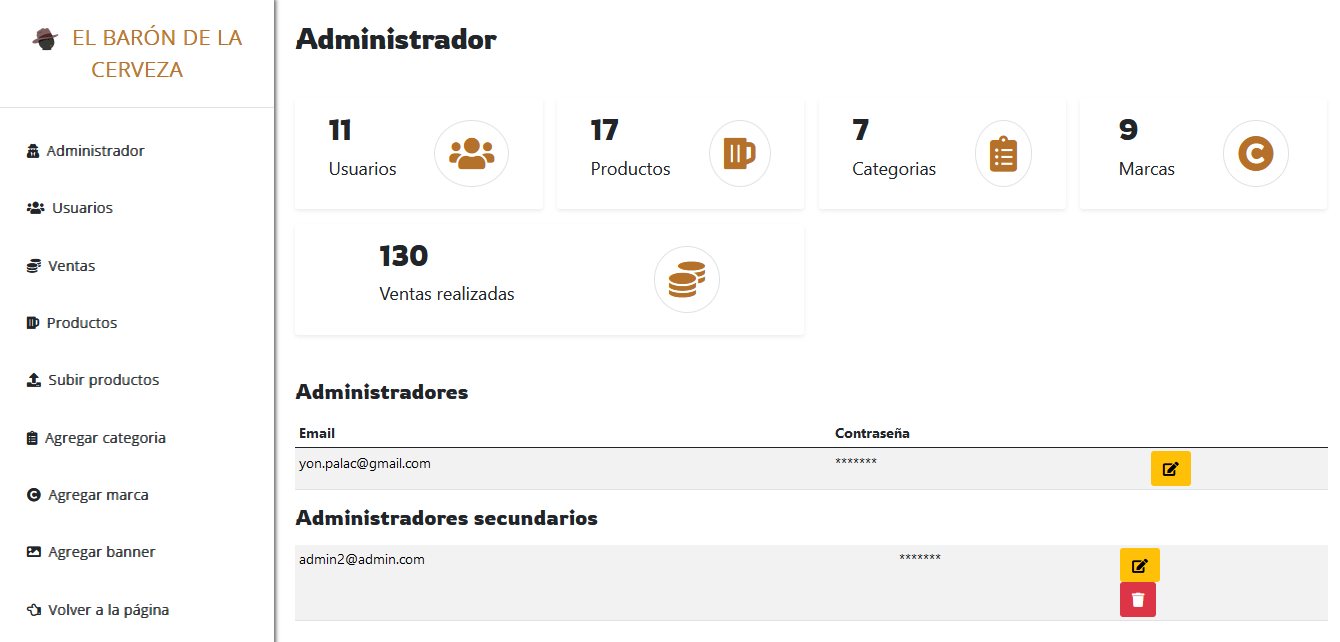 EL BARÓN DE LA
CERVEZA
Administrador
Usuarios
Ventas
Productos
Subir productos
Agregar categoria
Agregar marca
Agregar banner
Volver a la página
Administrador
11
Usuarios
17
Productos
7
Categorias
9
Marcas
130
Ventas realizadas
Administradores
Email Contraseña
yon.palac@gmail.com *******
Administradores secundarios
admin2@admin.com *******